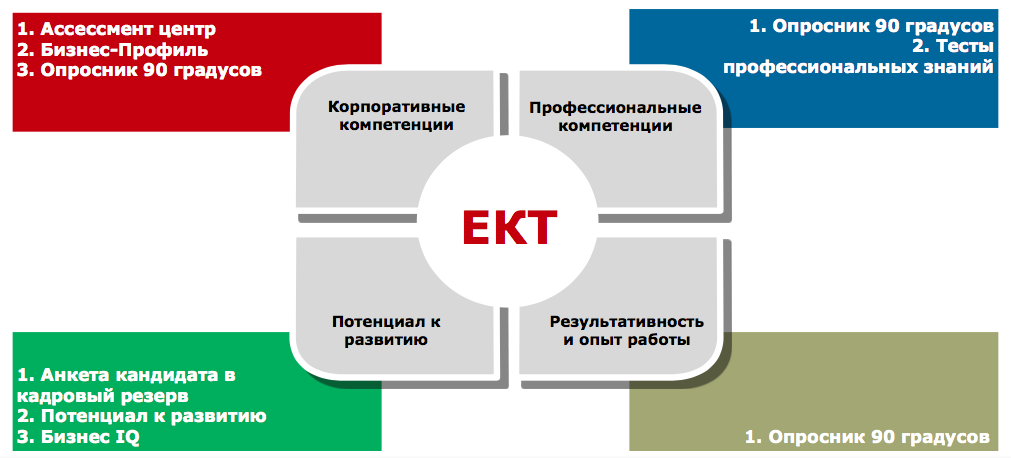 1. Ассессмент центр
2. Бизнес-Профиль
3. Опросник 90 градусов
1. Опросник 90 градусов
2. Тесты
профессиональных знаний
Корпоративные
компетенции
Профессиональные
компетенции
ЕКТ
Потенциал к
развитию
Результативность
и опыт работы
1. Анкета кандидата в
кадровый резерв
2. Потенциал к развитию
3. Бизнес IQ
1. Опросник 90 градусов